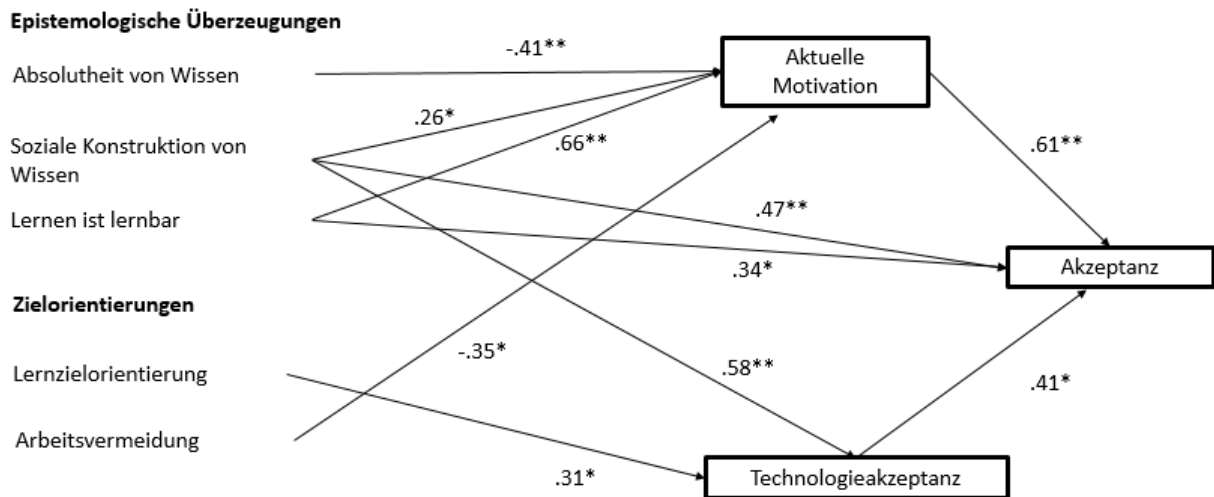 Epistemologische Überzeugungen
-.41**
Aktuelle
Motivation
Absolutheit von Wissen
.26*
Soziale Konstruktion von
Wissen
.66**
.61**
Lernen ist lernbar
.47**
.34*
Akzeptanz
Zielorientierungen
-.35*
.58**
Lernzielorientierung
.41*
Arbeitsvermeidung
.31*
Technologieakzeptanz